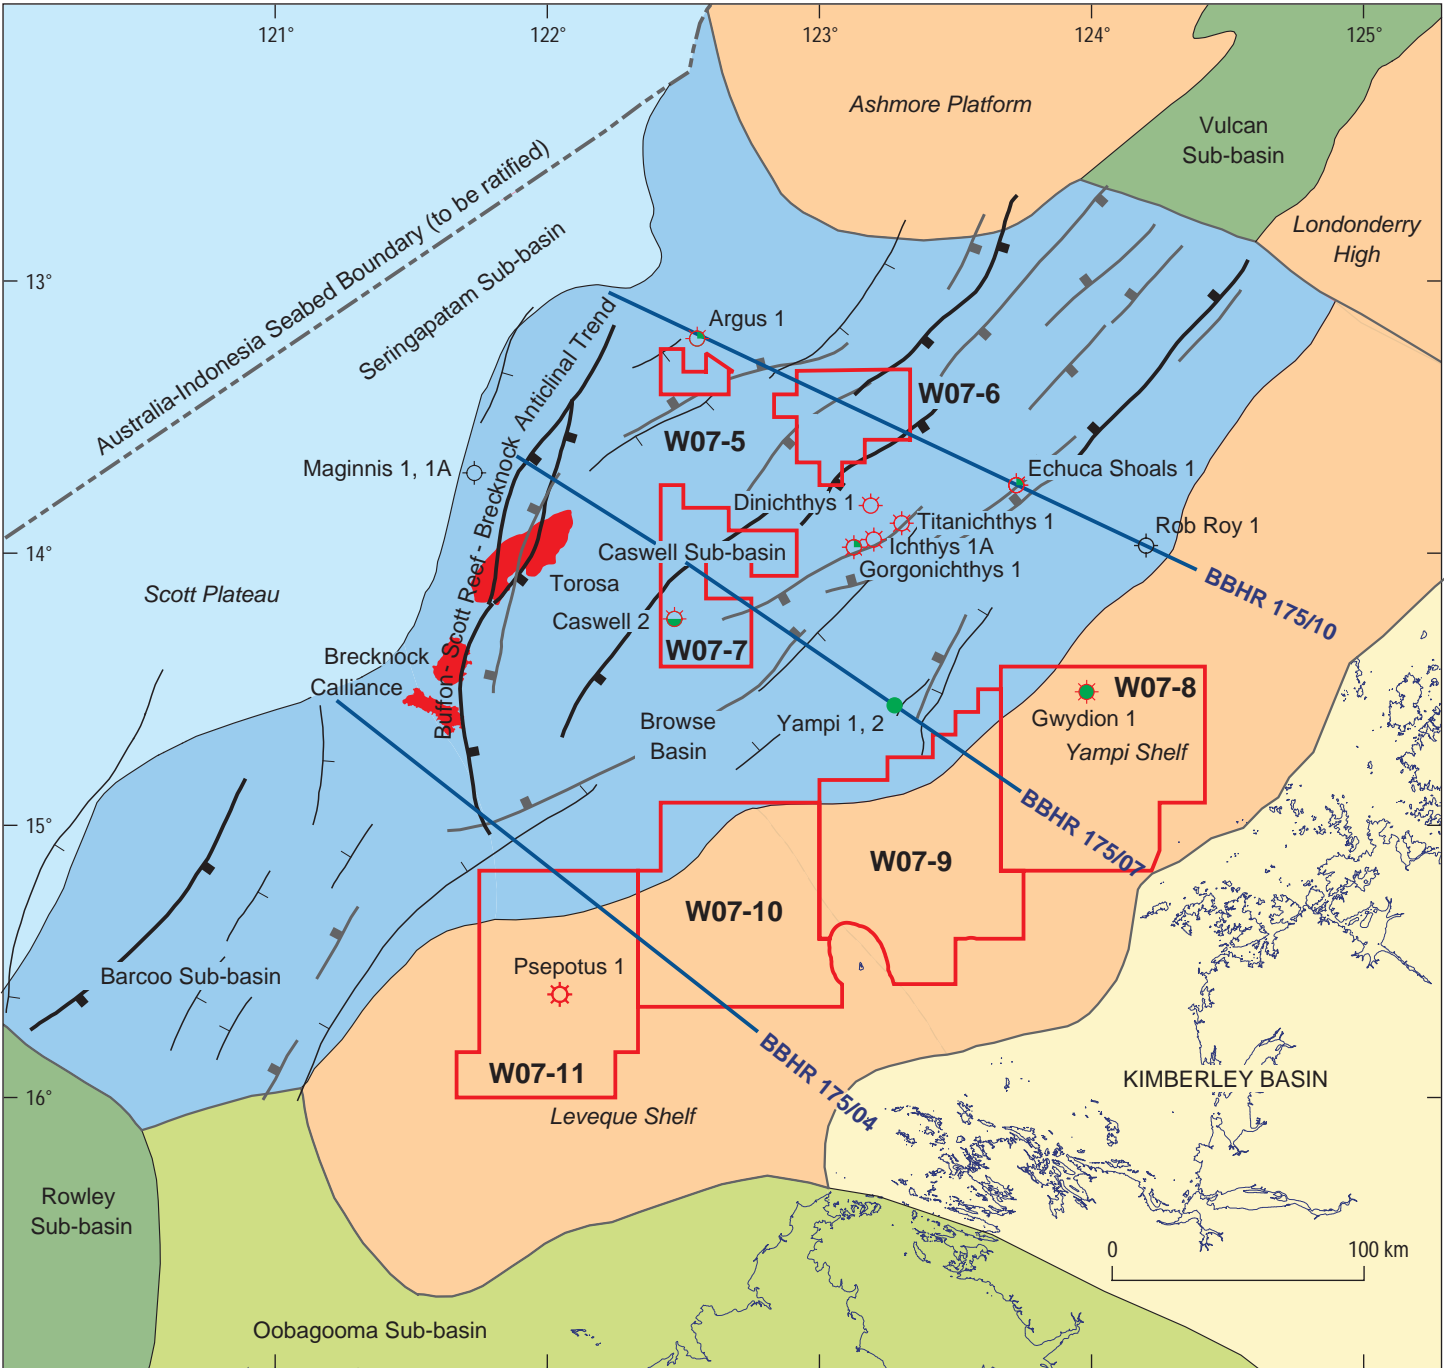 121°
122°
123°
124°
125°
Ashmore Platform
Vulcan
Sub-basin
Londonderry
High
Australia-Indonesia Seabed Boundary (to be ratified)
Seringapatam Sub-basin
13°
Argus 1
Buffon - Scott Reef - Brecknock Anticlinal Trend
W07-6
W07-5
Maginnis 1, 1A
Echuca Shoals 1
Dinichthys 1
Titanichthys 1
Rob Roy 1
14°
Caswell Sub-basin
Ichthys 1A
Gorgonichthys 1
BBHR 175/10
Scott Plateau
Torosa
Caswell 2
W07-7
Brecknock
Calliance
W07-8
Gwydion 1
Browse
Basin
Yampi 1, 2
Yampi Shelf
BBHR 175/07
15°
W07-9
W07-10
Barcoo Sub-basin
Psepotus 1
W07-11
BBHR 175/04
KIMBERLEY BASIN
16°
Leveque Shelf
Rowley
Sub-basin
0
100 km
Oobagooma Sub-basin